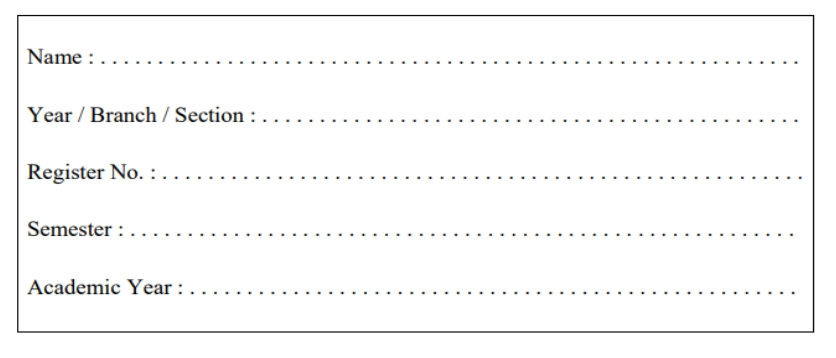 Name : . . . . . . . . . . . . . . . . . . . . . . . . . . . . . . . . . . . . . . . . . . . . . . . . . . . . . . . . . . . . .
Year / Branch / Section : . . . . . . . . . . . . . . . . . . . . . . . . . . . . . . . . . . . . . . . . . . . . . . .
Register No. : . . . . . . . . . . . . . . . . . . . . . . . . . . . . . . . . . . . . . . . . . . . . . . . . . . . . . . . .
Semester : . . . . . . . . . . . . . . . . . . . . . . . . . . . . . . . . . . . . . . . . . . . . . . . . . . . . . . . . . .
Academic Year : . . . . . . . . . . . . . . . . . . . . . . . . . . . . . . . . . . . . . . . . . . . . . . . . . . . . .